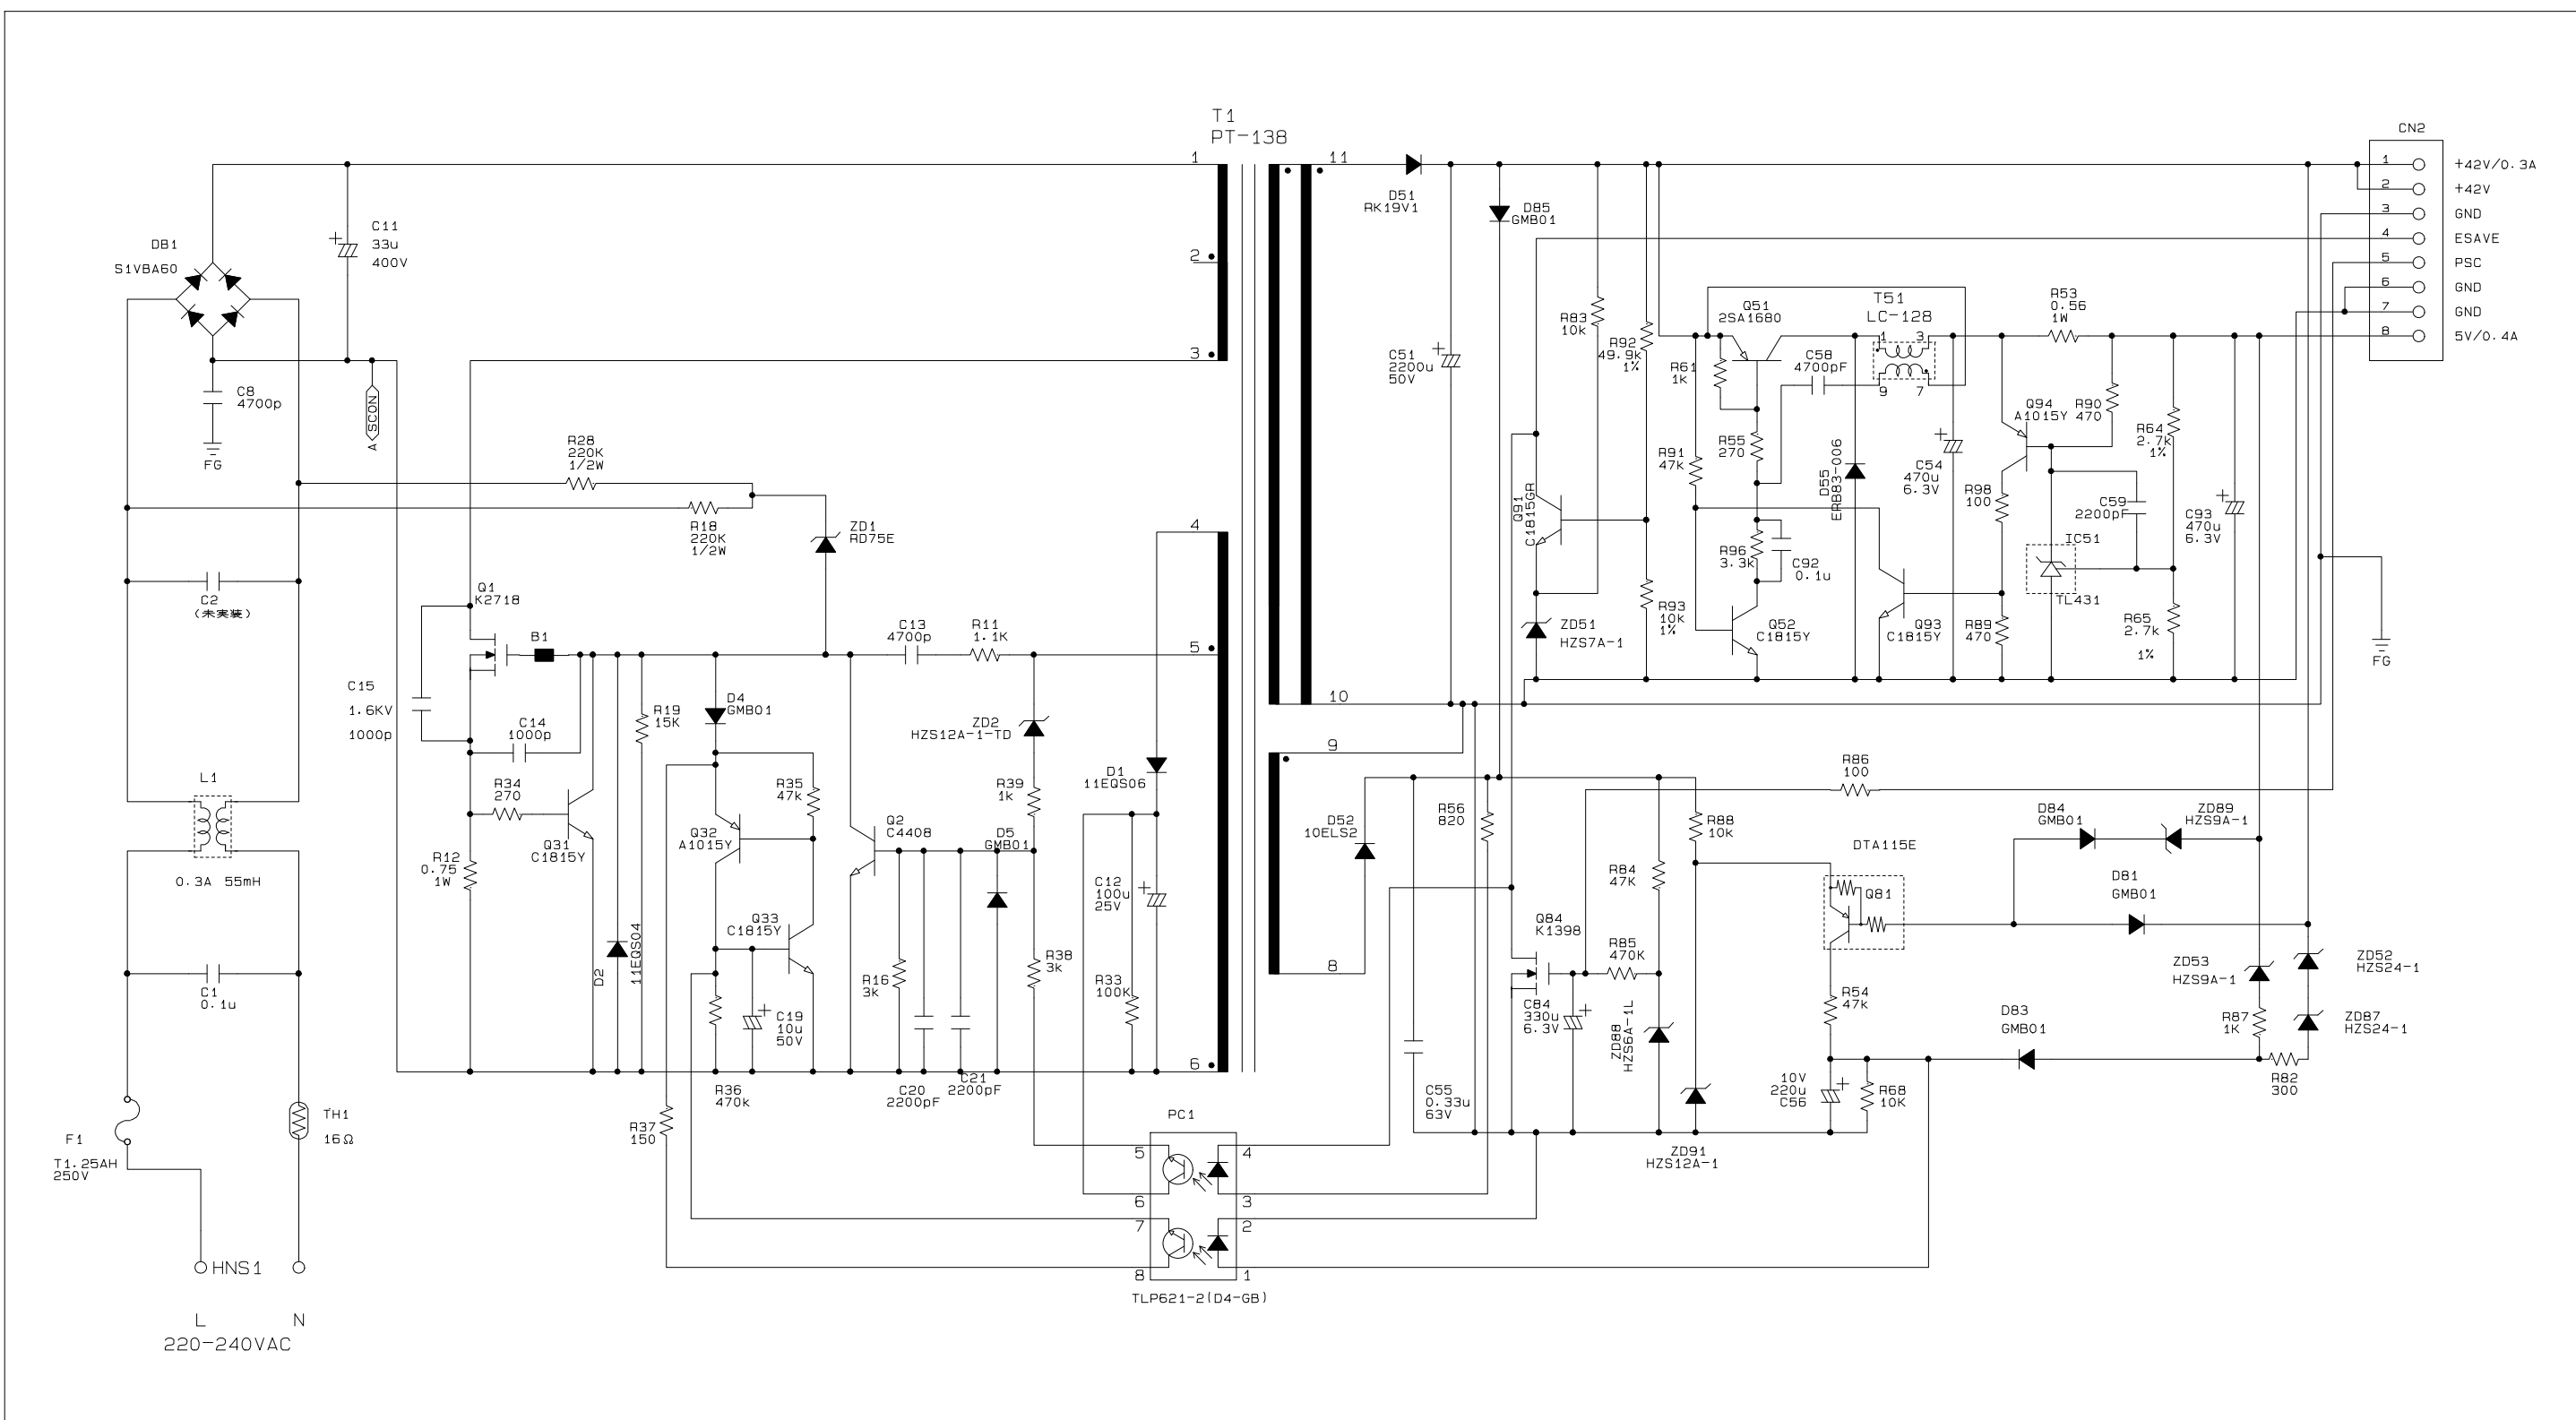 T1
PT-138
CN2
1
+42V/0.3A
2
+42V
3
GND
4
ESAVE
5
PSC
6
GND
7
GND
8
5V/0.4A
DB1
S1VBA60
C11
33u
400V
C8
4700p
FG
A
SCON
R28
220K
1/2W
R18
220K
1/2W
ZD1
RD75E
C2
(未実装)
Q1
K2718
B1
C13
4700p
R11
1.1K
C15
1.6KV
1000p
C14
1000p
R34
270
Q31
C1815Y
R12
0.75
1W
L1
0.3A 55mH
C1
0.1u
F1
T1.25AH
250V
TH1
16Ω
HNS1
L
N
220-240VAC
R19
15K
D2
11EQS04
D4
GMB01
Q32
A1015Y
R35
47k
Q33
C1815Y
C19
10u
50V
R36
470k
R37
150
Q2
C4408
ZD2
HZS12A-1-TD
R39
1k
D5
GMB01
R16
3k
C20
2200pF
C21
2200pF
R38
3k
D1
11EQS06
C12
100u
25V
R33
100K
1
2
3
4
5
6
11
10
9
8
D51
RK19V1
D85
GMB01
C51
2200u
50V
R83
10k
R92
49.9k
1%
Q91
C1815GR
ZD51
HZS7A-1
R93
10k
1%
Q51
2SA1680
R61
1k
R91
47k
R55
270
C58
4700pF
T51
LC-128
1
3
9
7
R96
3.3k
C92
0.1u
Q52
C1815Y
D55
ERB83-006
Q93
C1815Y
C54
470u
6.3V
R53
0.56
1W
Q94
A1015Y
R90
470
R98
100
R89
470
R64
2.7k
1%
C59
2200pF
IC51
TL431
R65
2.7k
1%
C93
470u
6.3V
FG
D52
10ELS2
R56
820
R86
100
R88
10k
R84
47K
Q84
K1398
R85
470K
C84
330u
6.3V
ZD88
HZS6A-1L
C55
0.33u
63V
ZD91
HZS12A-1
DTA115E
Q81
R54
47k
10V
220u
C56
R68
10K
D84
GMB01
ZD89
HZS9A-1
D81
GMB01
ZD53
HZS9A-1
R87
1K
ZD52
HZS24-1
ZD87
HZS24-1
D83
GMB01
R82
300
PC1
5
4
6
3
7
2
8
1
TLP621-2(D4-GB)